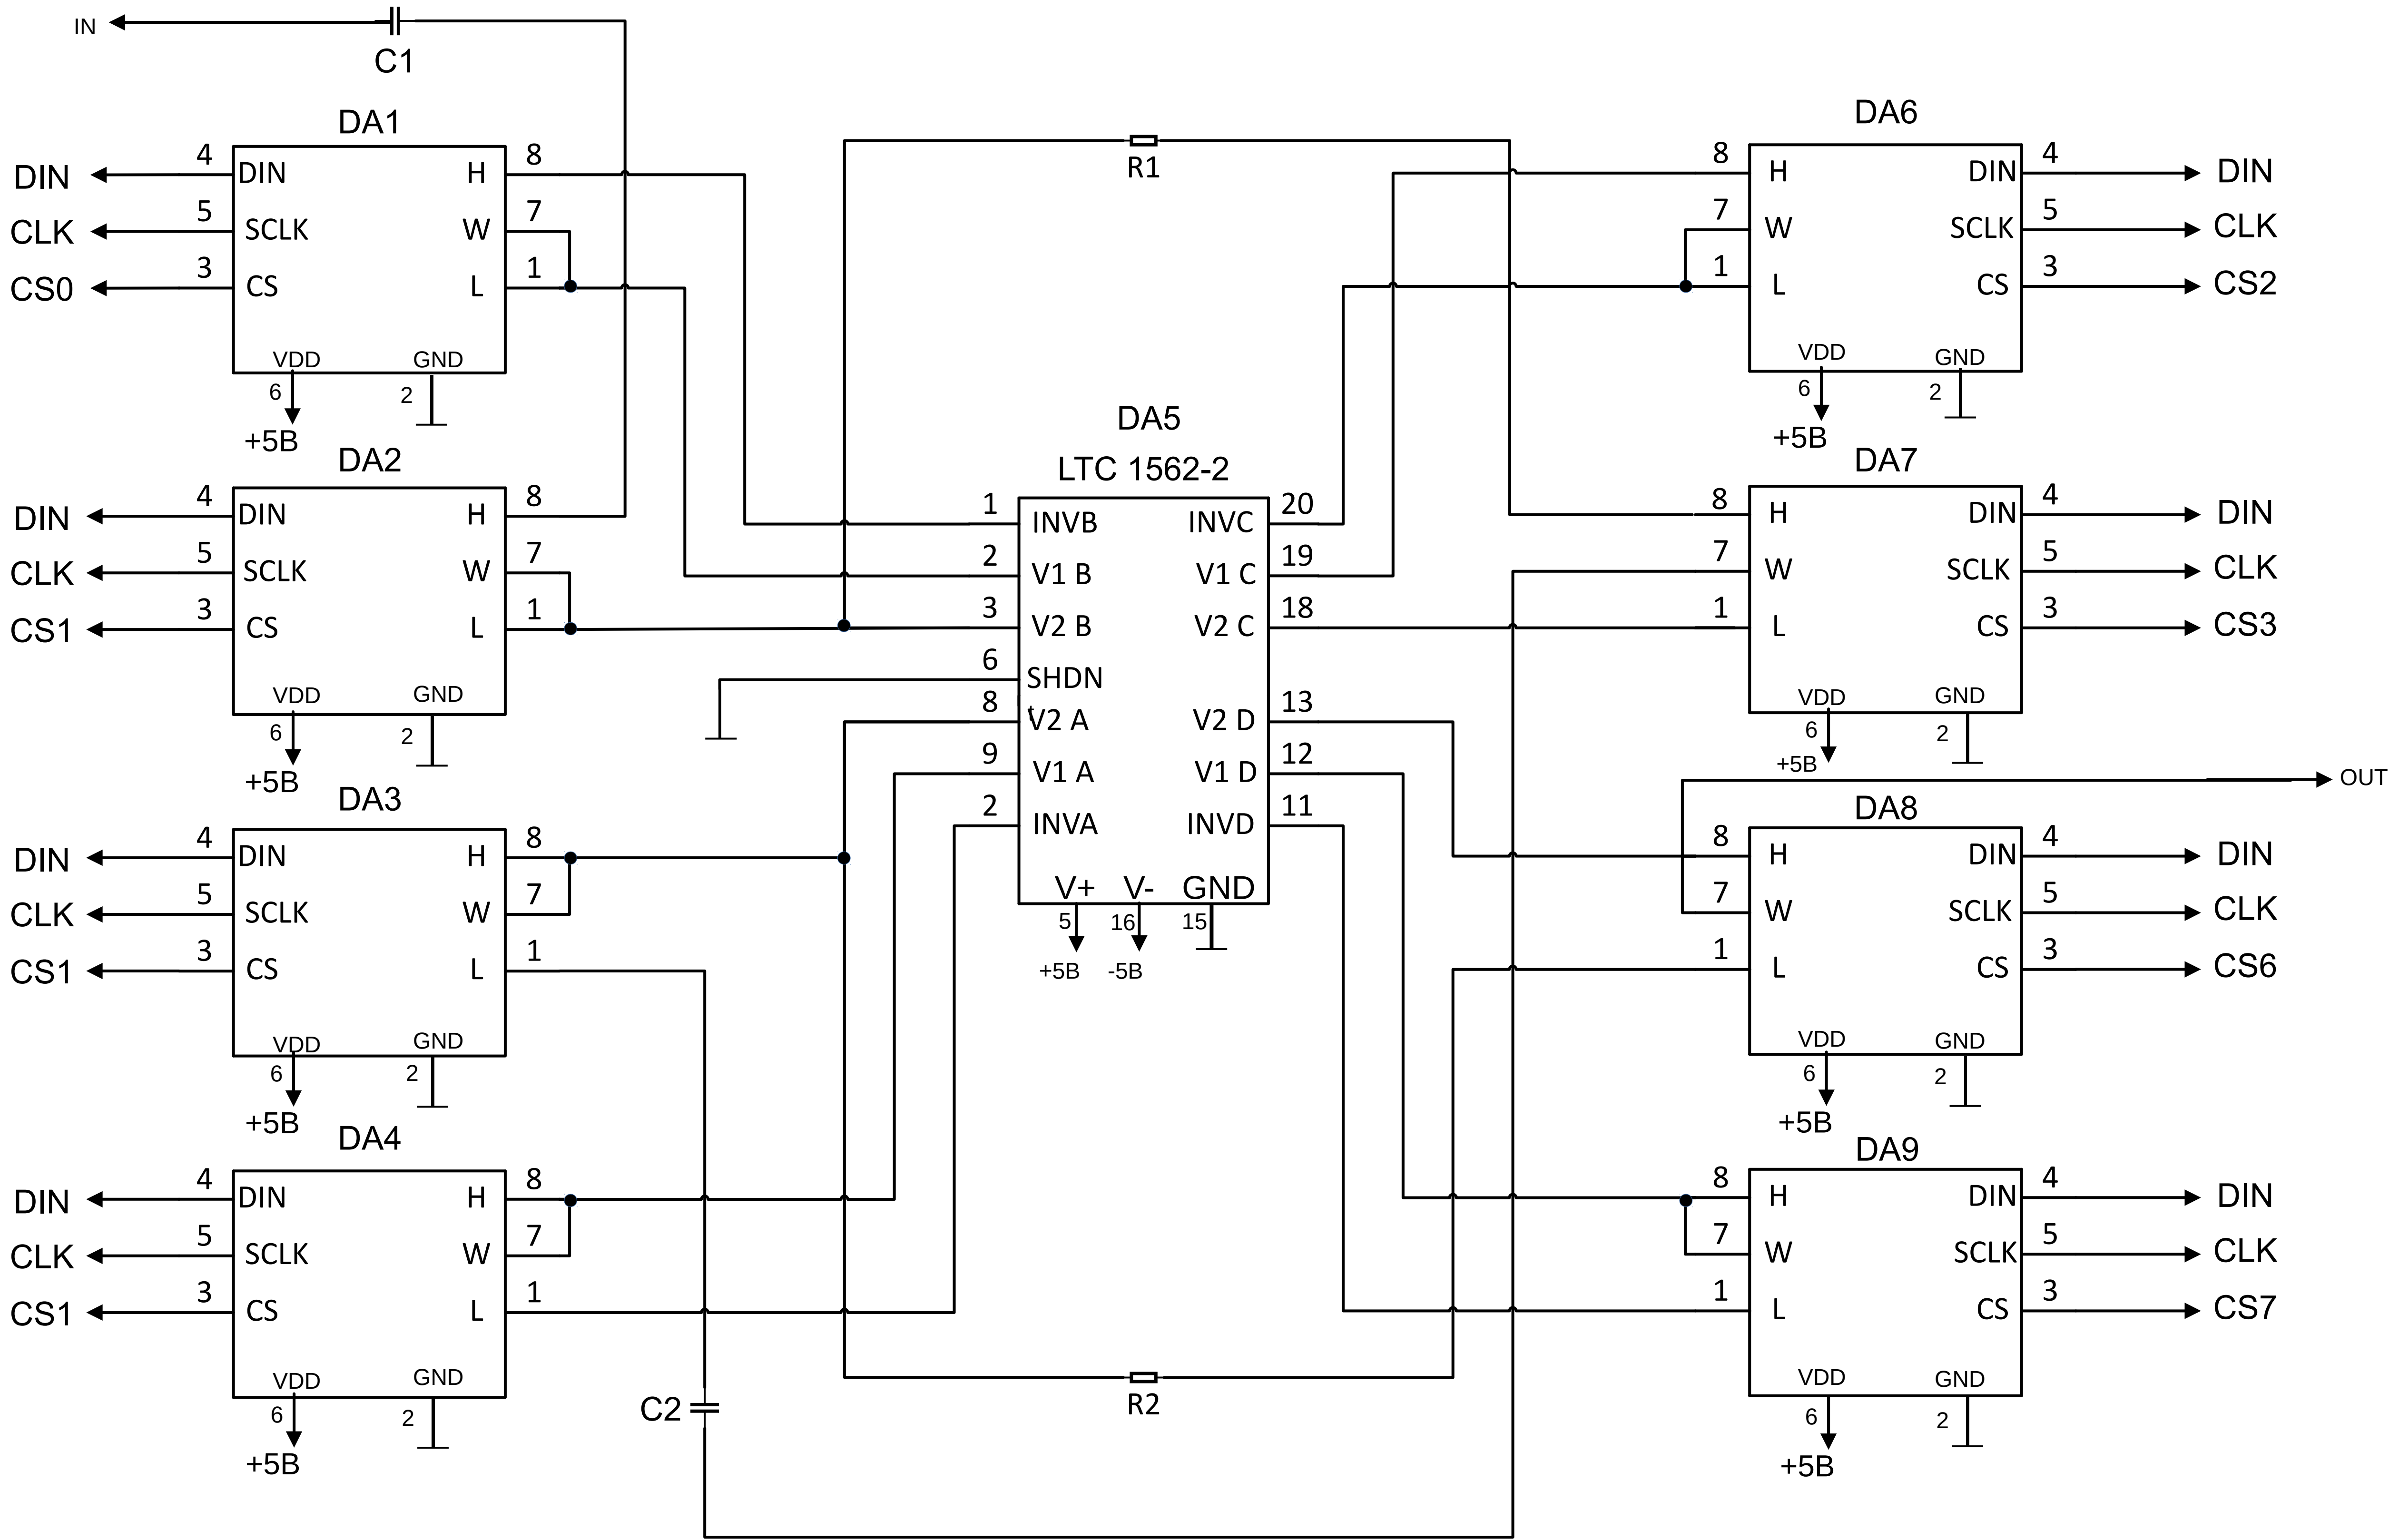 IN
C1
DA1
4 DIN H 8
DIN
5 SCLK W 7
CLK
3 CS L 1
CS0
VDD GND
6 2
+5B
DA2
4 DIN H 8
DIN
5 SCLK W 7
CLK
3 CS L 1
CS1
VDD GND
6 2
+5B
DA3
4 DIN H 8
DIN
5 SCLK W 7
CLK
3 CS L 1
CS1
VDD GND
6 2
+5B
DA4
4 DIN H 8
DIN
5 SCLK W 7
CLK
3 CS L 1
CS1
VDD GND
6 2
+5B
C2
R1
DA5
LTC 1562-2
1 INVB INVC 20
2 V1 B V1 C 19
3 V2 B V2 C 18
6 SHDN
t
8 V2 A V2 D 13
9 V1 A V1 D 12
2 INVA INVD 11
V+ V- GND
5 16 15
+5B -5B
R2
DA6
8 H DIN 4
DIN
7 W SCLK 5
CLK
1 L CS 3
CS2
VDD GND
6 2
+5B
DA7
8 H DIN 4
DIN
7 W SCLK 5
CLK
1 L CS 3
CS3
VDD GND
6 2
+5B
OUT
DA8
8 H DIN 4
DIN
7 W SCLK 5
CLK
1 L CS 3
CS6
VDD GND
6 2
+5B
DA9
8 H DIN 4
DIN
7 W SCLK 5
CLK
1 L CS 3
CS7
VDD GND
6 2
+5B